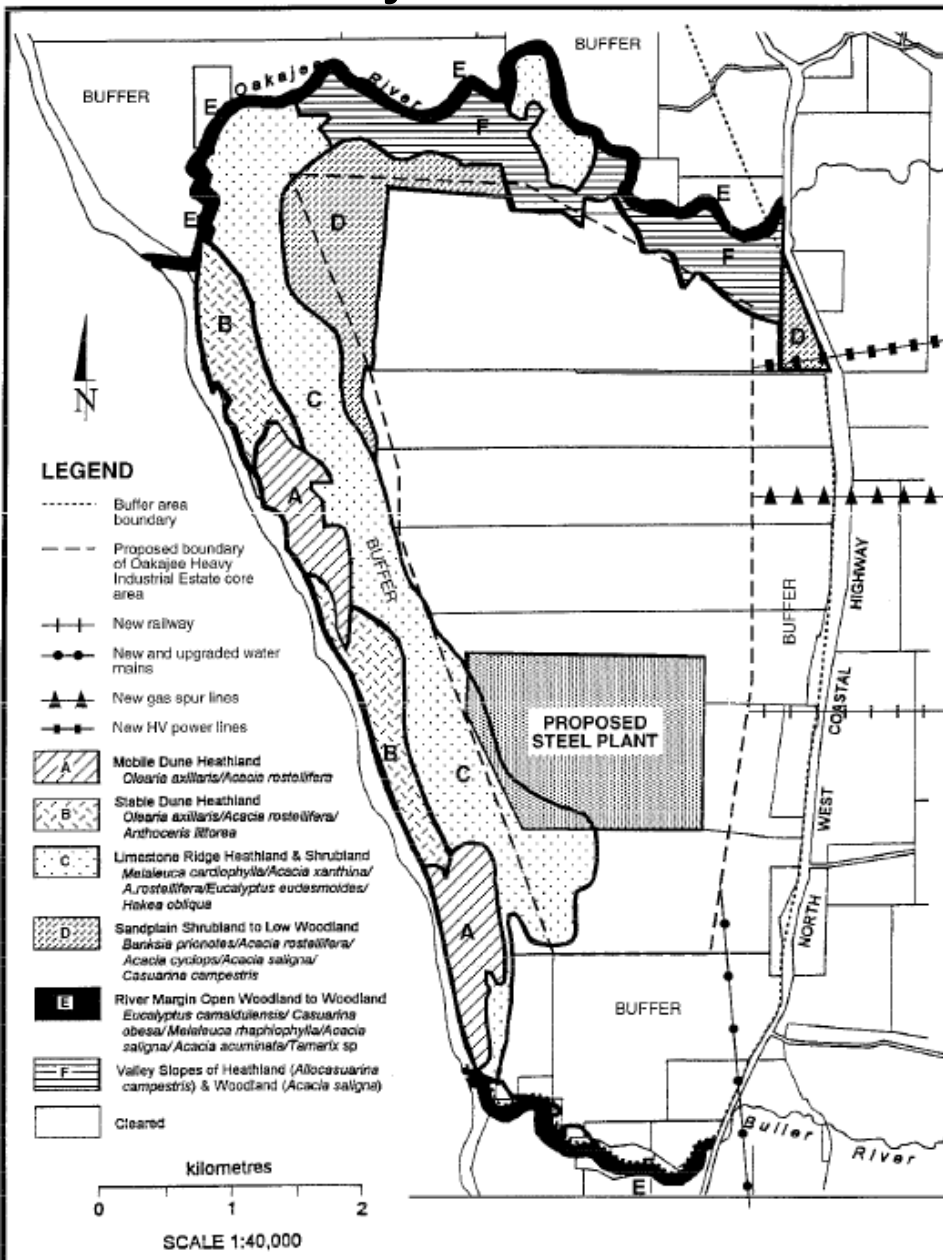 BUFFER
BUFFER
E
E
Oakajee River
F
E
E
D
F
B
D
C
N
A
BUFFER
BUFFER
HIGHWAY
COASTAL
WEST
NORTH
PROPOSED
STEEL PLANT
B
C
A
BUFFER
Buller
River
E
LEGEND
Buffer area
boundary
Proposed boundary
of Oakajee Heavy
Industrial Estate core
area
New railway
New and upgraded water
mains
New gas spur lines
New HV power lines
A
Mobile Dune Heathland
Olearia axillaris/Acacia rostellifera
B
Stable Dune Heathland
Olearia axillaris/Acacia rostellifera/
Anthoceris littorea
C
Limestone Ridge Heathland & Shrubland
Melaleuca cardiophylla/Acacia xanthina/
A.rostellifera/Eucalyptus eudesmoides/
Hakea obliqua
D
Sandplain Shrubland to Low Woodland
Banksia prionotes/Acacia rostellifera/
Acacia cyclops/Acacia saligna/
Casuarina campestris
E
River Margin Open Woodland to Woodland
Eucalyptus camaldulensis/ Casuarina
obesa/ Melaleuca rhaphiophylla/Acacia
saligna/ Acacia acuminata/Tamarix sp
F
Valley Slopes of Heathland (Allocasuarina
campestris) & Woodland (Acacia saligna)
Cleared
kilometres
0 1 2
SCALE 1:40,000